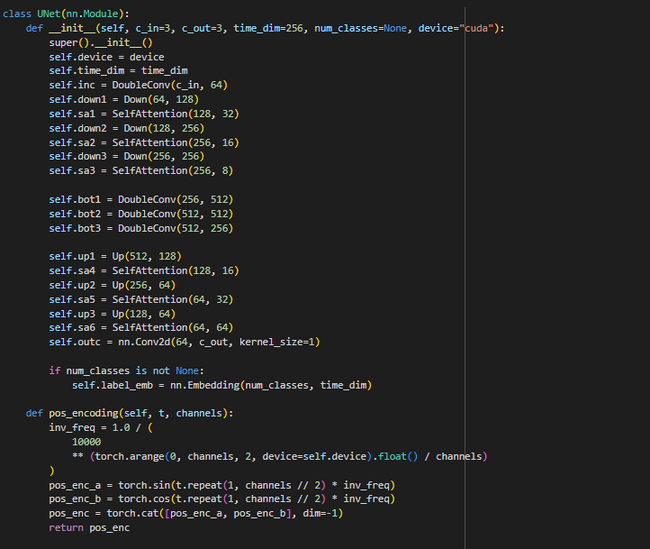 class UNet(nn.Module):
    def __init__(self, c_in=3, c_out=3, time_dim=256, num_classes=None, device="cuda"):
        super().__init__()
        self.device = device
        self.time_dim = time_dim
        self.inc = DoubleConv(c_in, 64)
        self.down1 = Down(64, 128)
        self.sa1 = SelfAttention(128, 32)
        self.down2 = Down(128, 256)
        self.sa2 = SelfAttention(256, 16)
        self.down3 = Down(256, 256)
        self.sa3 = SelfAttention(256, 8)

        self.bot1 = DoubleConv(256, 512)
        self.bot2 = DoubleConv(512, 512)
        self.bot3 = DoubleConv(512, 256)

        self.up1 = Up(512, 128)
        self.sa4 = SelfAttention(128, 16)
        self.up2 = Up(256, 64)
        self.sa5 = SelfAttention(64, 32)
        self.up3 = Up(128, 64)
        self.sa6 = SelfAttention(64, 64)
        self.outc = nn.Conv2d(64, c_out, kernel_size=1)

        if num_classes is not None:
            self.label_emb = nn.Embedding(num_classes, time_dim)

    def pos_encoding(self, t, channels):
        inv_freq = 1.0 / (
            10000
            ** (torch.arange(0, channels, 2, device=self.device).float() / channels)
        )
        pos_enc_a = torch.sin(t.repeat(1, channels // 2) * inv_freq)
        pos_enc_b = torch.cos(t.repeat(1, channels // 2) * inv_freq)
        pos_enc = torch.cat([pos_enc_a, pos_enc_b], dim=-1)
        return pos_enc